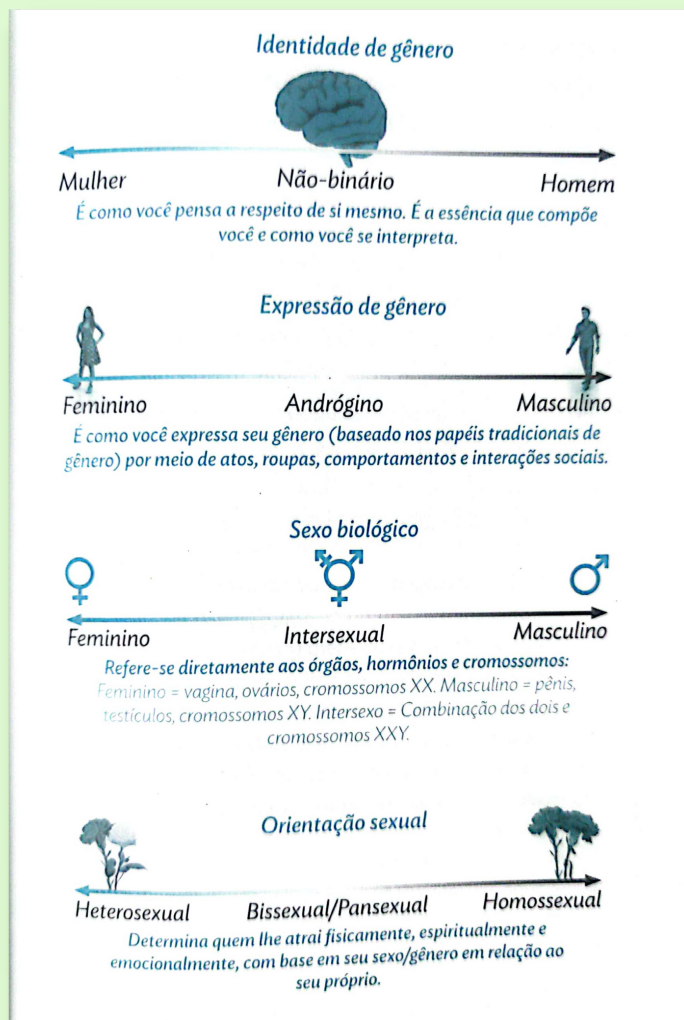 Identidade de gênero
Mulher Não-binário Homem
É como você pensa a respeito de si mesmo. É a essência que compõe
você e como você se interpreta.
Expressão de gênero
Feminino Andrógino Masculino
É como você expressa seu gênero (baseado nos papéis tradicionais de
gênero) por meio de atos, roupas, comportamentos e interações sociais.
Sexo biológico
Feminino Intersexual Masculino
Refere-se diretamente aos órgãos, hormônios e cromossomos:
Feminino = vagina, ovários, cromossomos XX. Masculino = pênis,
testículos, cromossomos XY. Intersexo = Combinação dos dois e
cromossomos XXY.
Orientação sexual
Heterosexual Bissexual/Pansexual Homossexual
Determina quem lhe atrai fisicamente, espiritualmente e
emocionalmente, com base em seu sexo/gênero em relação ao
seu próprio.